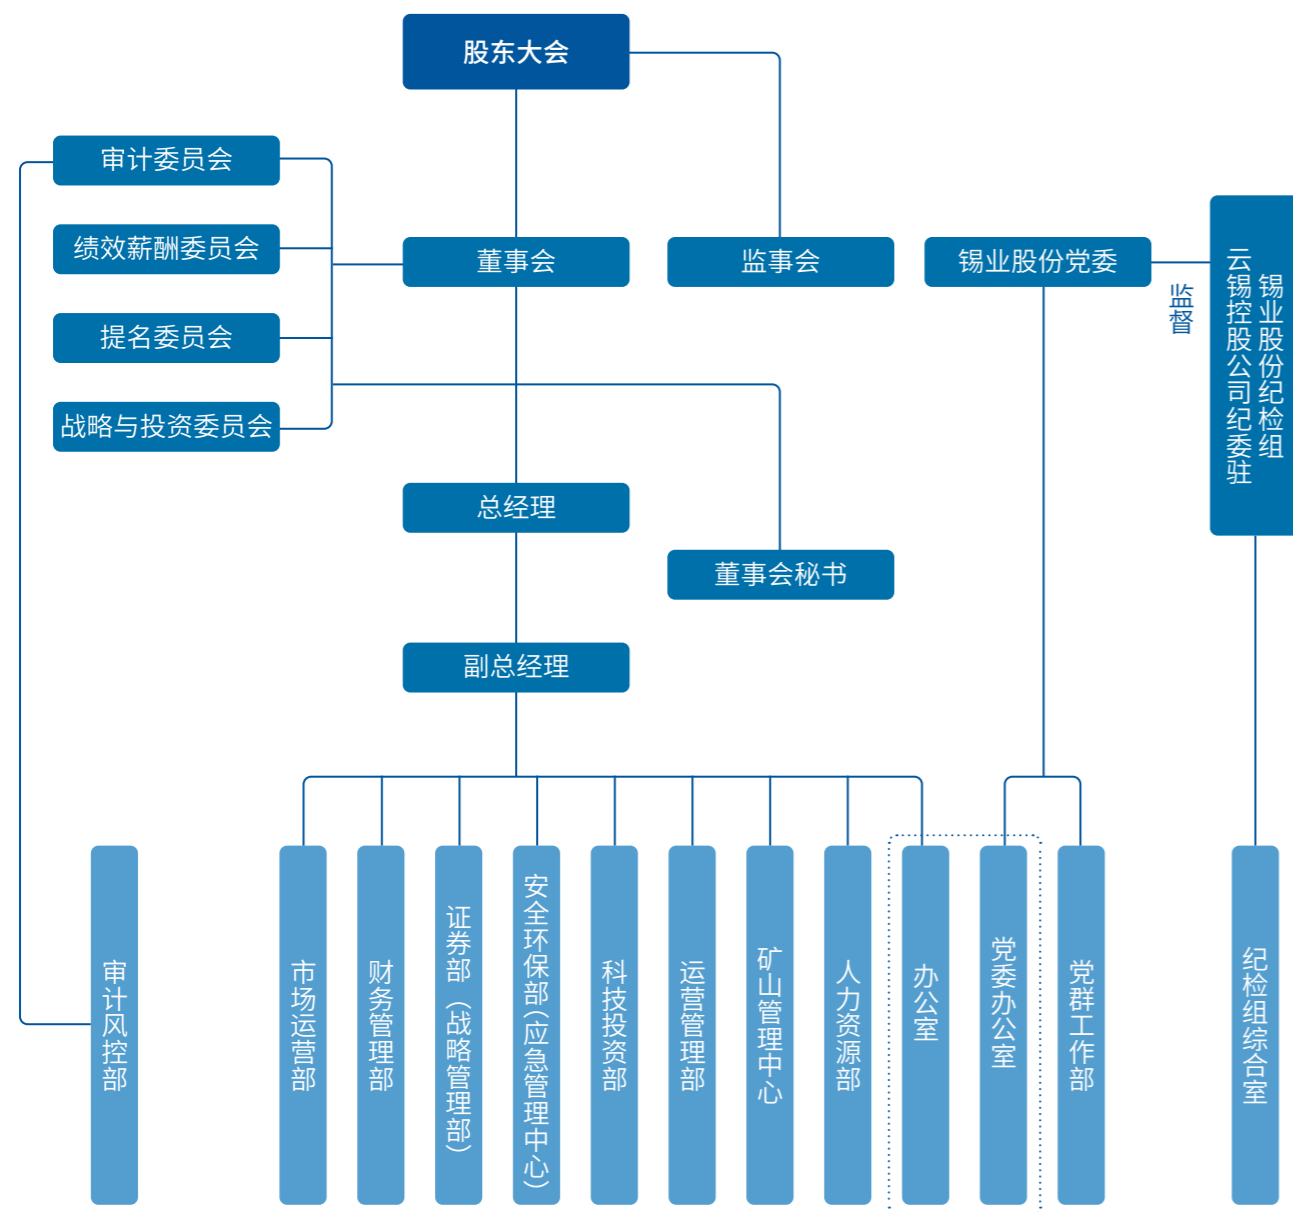 股东大会
审计委员会
绩效薪酬委员会
董事会
监事会
锡业股份党委
监督
云锡控股公司纪委驻
锡业股份纪检组
提名委员会
战略与投资委员会
总经理
董事会秘书
副总经理
审计风控部
市场运营部
财务管理部
证券部（战略管理部）
安全环保部（应急管理中心）
科技投资部
运营管理部
矿山管理中心
人力资源部
办公室
党委办公室
党群工作部
纪检组综合室